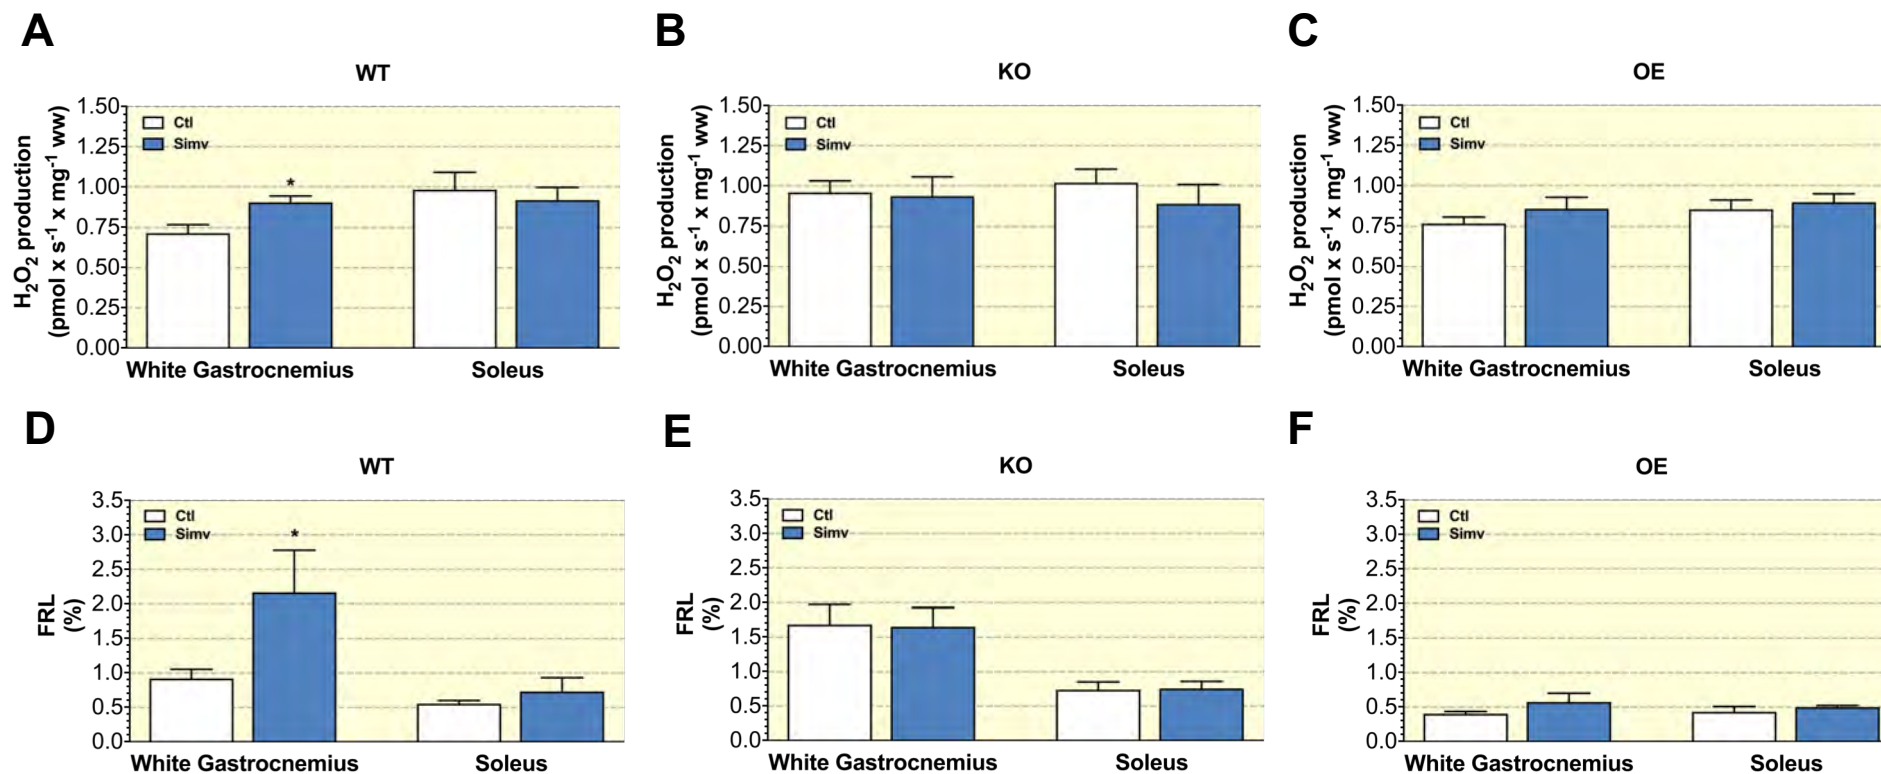 A
WT
H2O2 production
(pmol x s-1 x mg-1 ww)
1.50
1.25
1.00
0.75
0.50
0.25
0.00
Ctl
Simv
*
White Gastrocnemius
Soleus
B
KO
H2O2 production
(pmol x s-1 x mg-1 ww)
1.50
1.25
1.00
0.75
0.50
0.25
0.00
Ctl
Simv
White Gastrocnemius
Soleus
C
OE
H2O2 production
(pmol x s-1 x mg-1 ww)
1.50
1.25
1.00
0.75
0.50
0.25
0.00
Ctl
Simv
White Gastrocnemius
Soleus
D
WT
FRL
(%)
3.5
3.0
2.5
2.0
1.5
1.0
0.5
0.0
Ctl
Simv
*
White Gastrocnemius
Soleus
E
KO
FRL
(%)
3.5
3.0
2.5
2.0
1.5
1.0
0.5
0.0
Ctl
Simv
White Gastrocnemius
Soleus
F
OE
FRL
(%)
3.5
3.0
2.5
2.0
1.5
1.0
0.5
0.0
Ctl
Simv
White Gastrocnemius
Soleus